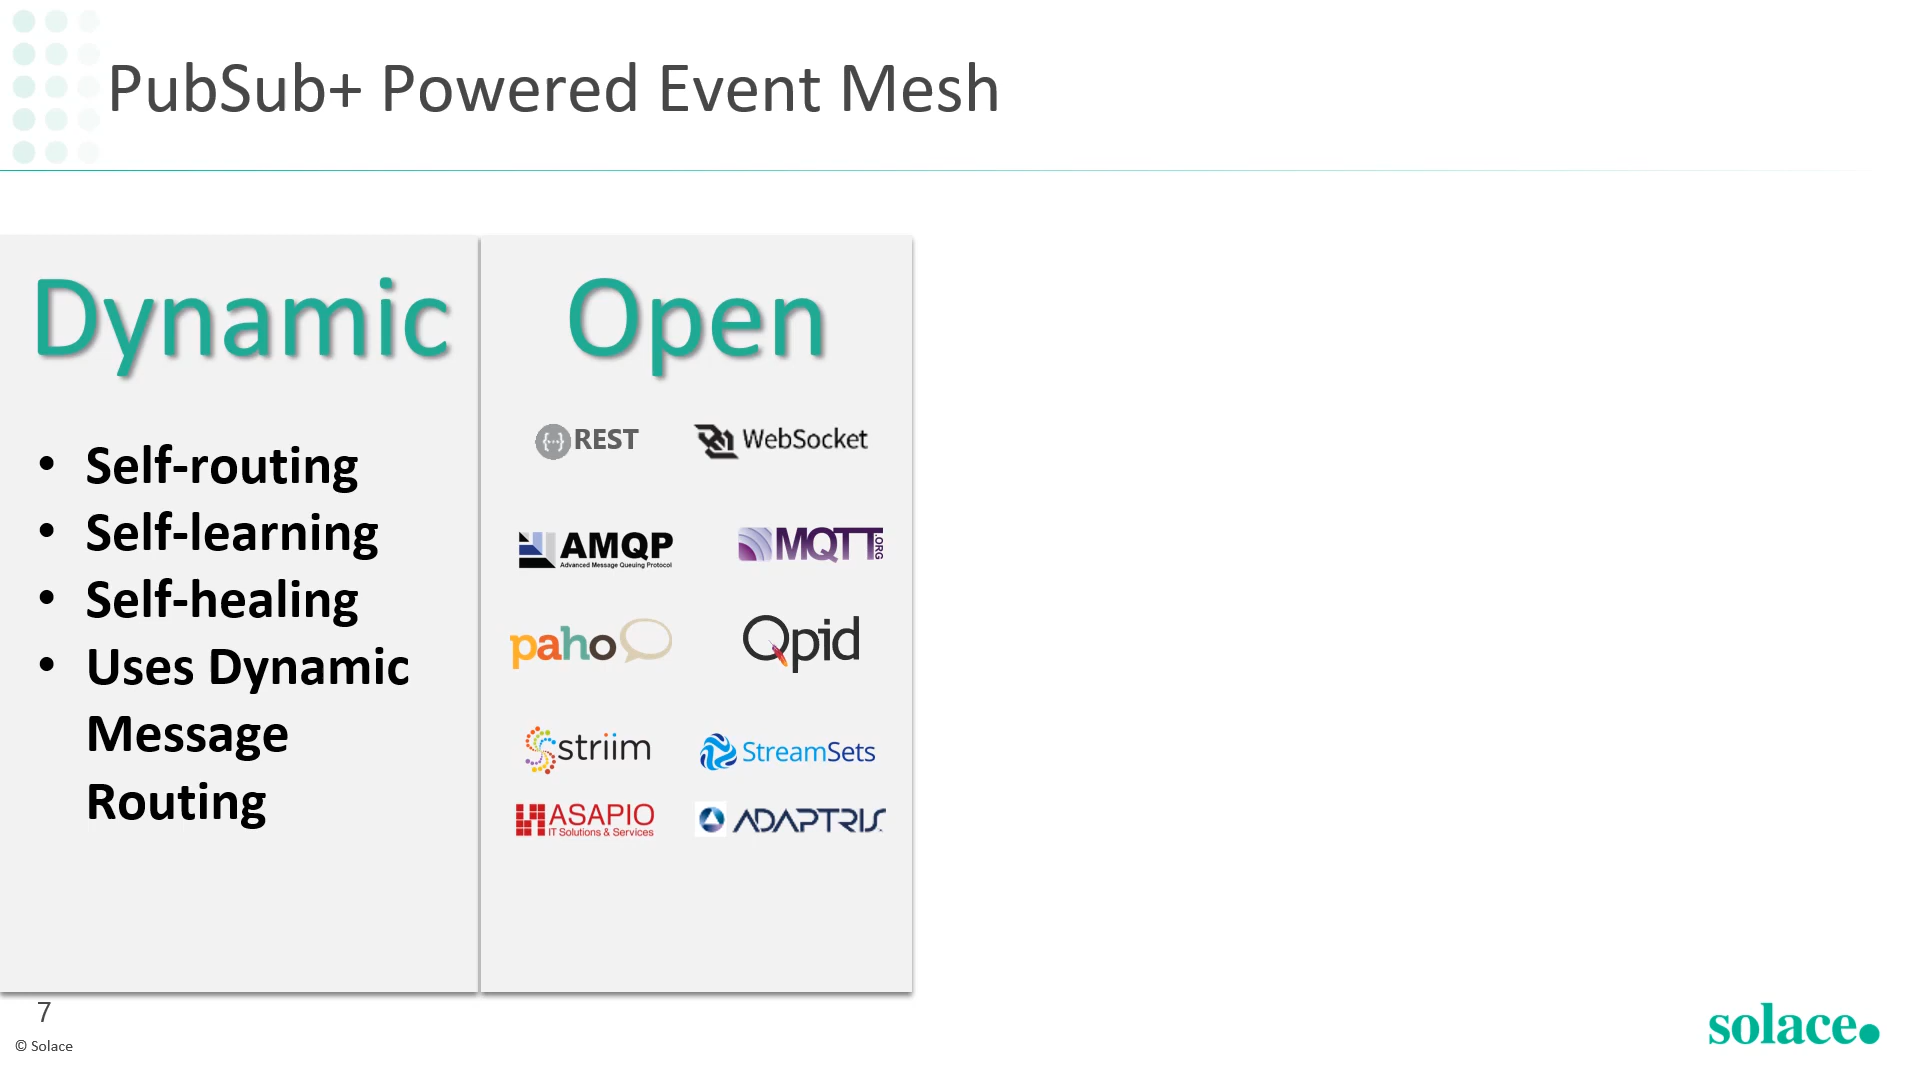 PubSub+ Powered Event Mesh
Dynamic
• Self-routing
• Self-learning
• Self-healing
• Uses Dynamic
Message
Routing
Open
REST
WebSocket
AMQP
Advanced Message Queuing Protocol
MQTT.ORG
paho
Qpid
striim
StreamSets
ASAPIO
IT Solutions & Services
ADAPTRIS
7
© Solace
solace.